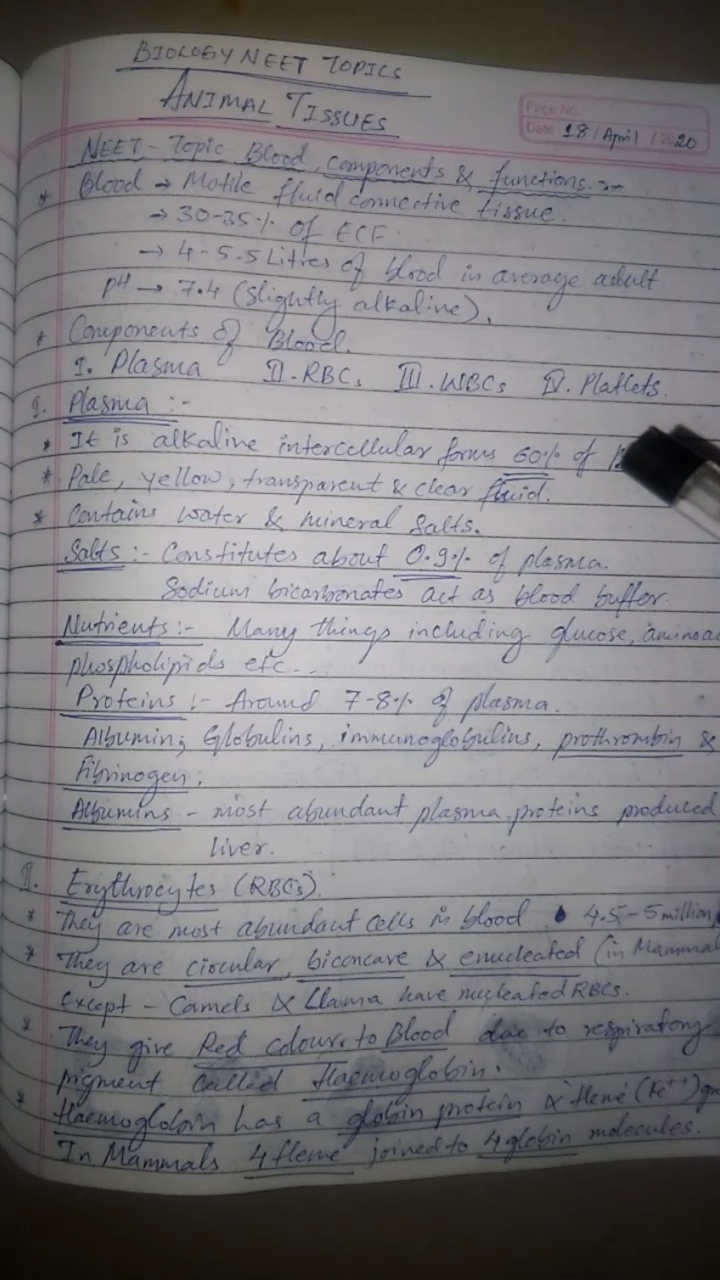 BIOLOGY NEET TOPICS
ANIMAL TISSUES
Page No.
Date 18 / April / 2020
NEET - Topic Blood, components & functions :-
* Blood → Motile fluid connective tissue.
→ 30-35% of ECF
→ 4-5.5 Litres of blood in average adult
pH → 7.4 (slightly alkaline).
* Components of Blood.
I. Plasma II. RBCs III. WBCs IV. Platlets.
I. Plasma :-
* It is alkaline intercellular forms 60% of
* Pale, yellow, transparent & clear fluid.
* Contains water & mineral salts.
Salts :- Constitutes about 0.9% of plasma.
Sodium bicarbonates act as blood buffer.
Nutrients :- Many things including glucose, aminoa
phospholipids etc...
Proteins :- Around 7-8% of plasma.
Albumin; Globulins, immunoglobulins, prothrombin &
Fibrinogen;
Albumins - most abundant plasma proteins produced
liver.
II. Erythrocytes (RBCs).
* They are most abundant cells in blood 4.5-5 million
* They are circular, biconcave & enucleated (in Mammal
Except - Camels & Llama have nucleated RBCs.
* They give Red colour to Blood due to respiratory
pigment called Haemoglobin.
* Haemoglobin has a globin protein & Heme (Fe++)
In Mammals 4 Heme joined to 4 globin molecules.